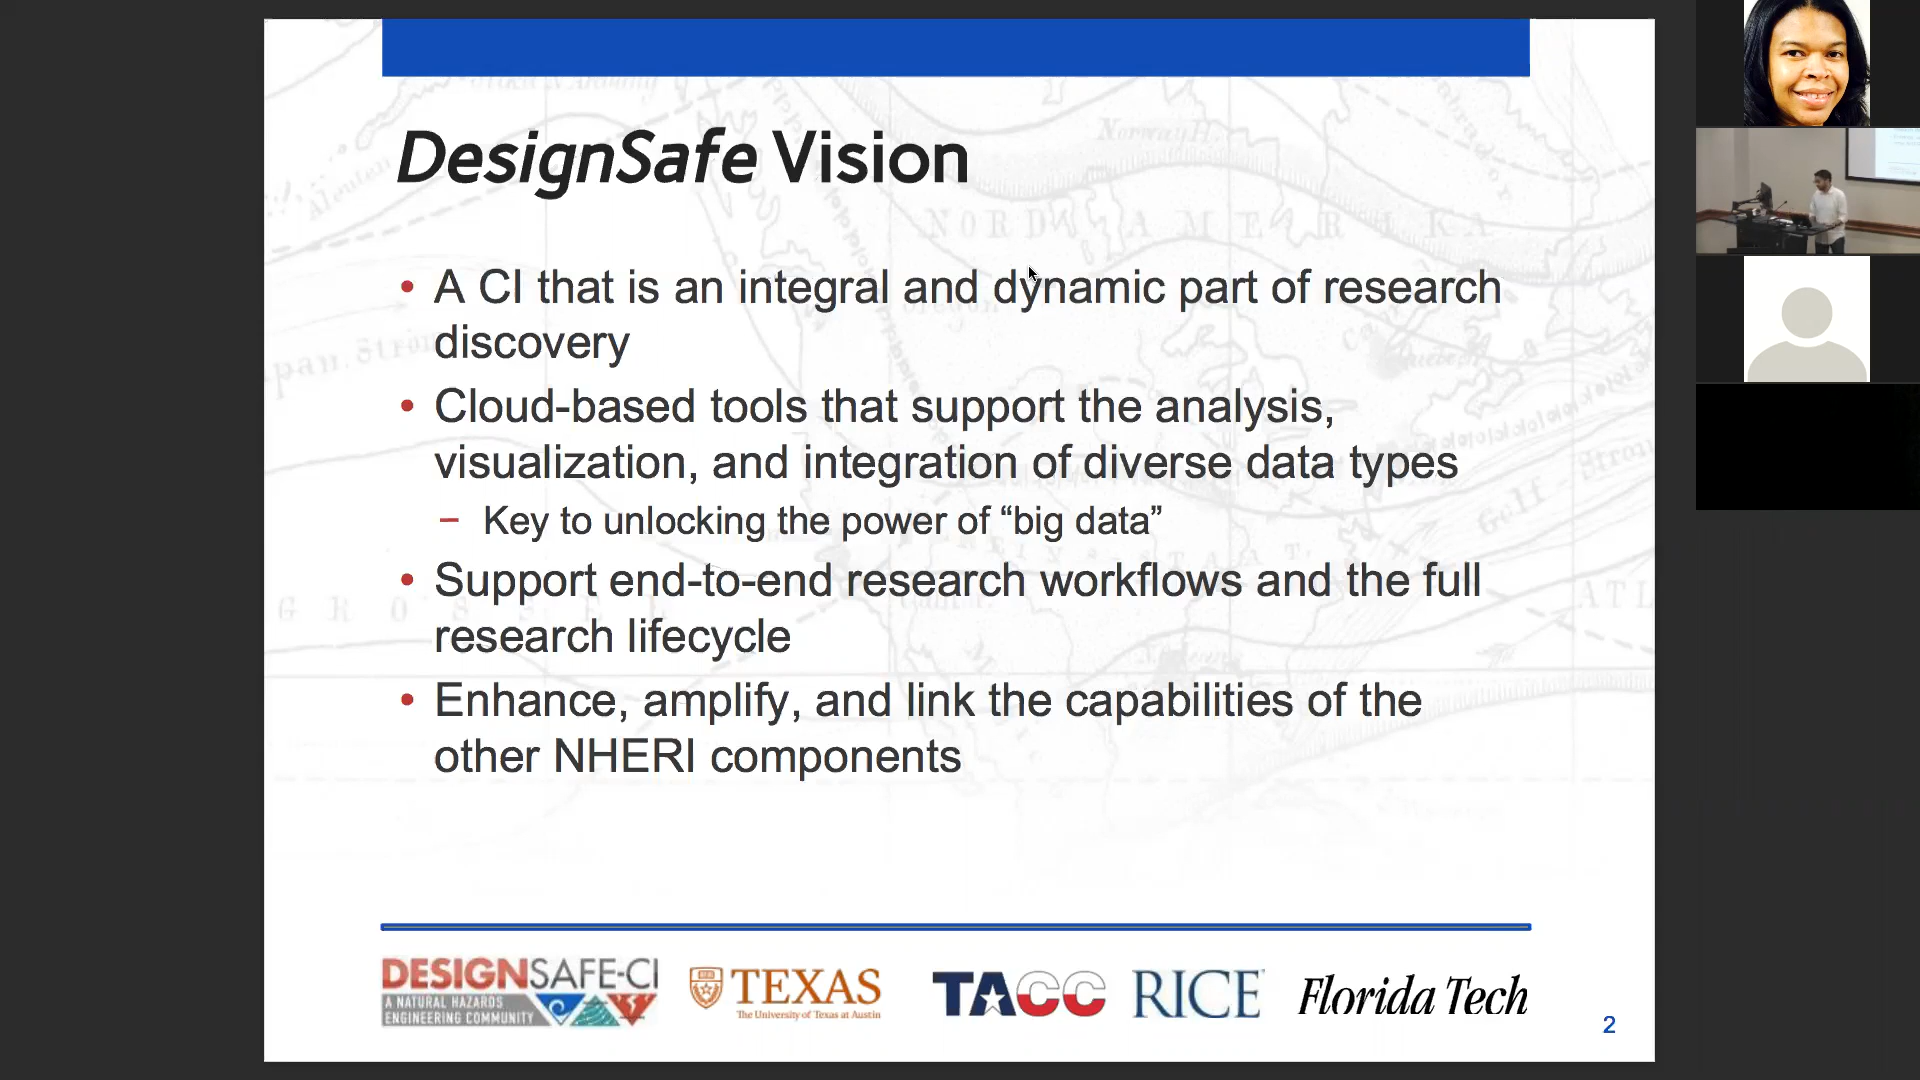 DesignSafe Vision
• A CI that is an integral and dynamic part of research
discovery
• Cloud-based tools that support the analysis,
visualization, and integration of diverse data types
– Key to unlocking the power of “big data”
• Support end-to-end research workflows and the full
research lifecycle
• Enhance, amplify, and link the capabilities of the
other NHERI components
DESIGNSAFE-CI
A NATURAL HAZARDS
ENGINEERING COMMUNITY
TEXAS
The University of Texas at Austin
TACC
RICE
Florida Tech
2
NORD AMERIKA
Norway H.